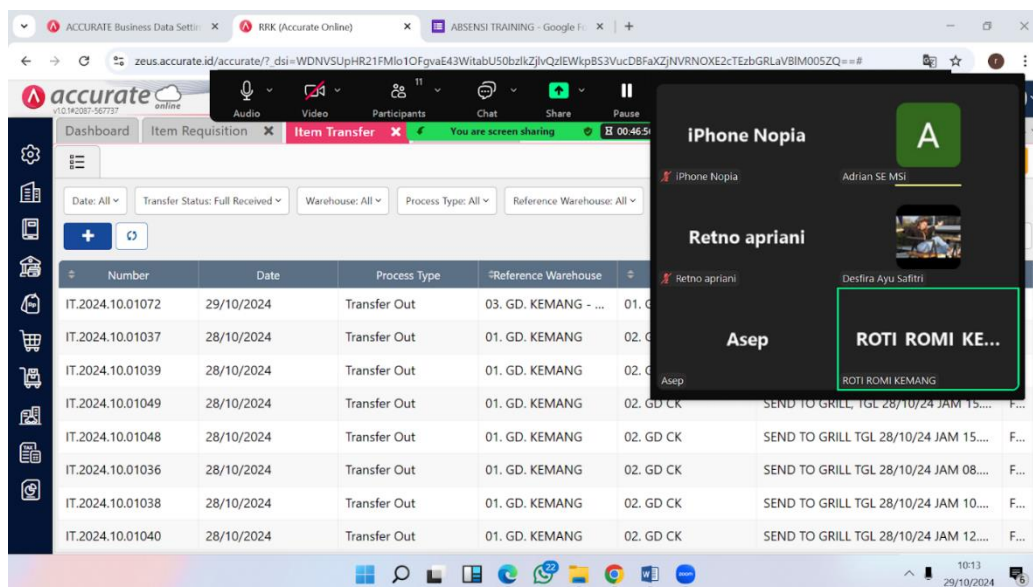 ACCURATE Business Data Settin
RRK (Accurate Online)
ABSENSI TRAINING - Google Fo
zeus.accurate.id/accurate/?_dsi=WDNVSUpHR21FMlo1OFgvaE43WitabU50bzlkZjlvQzlEWkpBS3VucDBFaXZjNVRNOXE2cTEzbGRLaVBlM005ZQ==#
accurate online
v1.0.1#2087-567737
Audio
Video
11
Participants
Chat
Share
Pause
Dashboard
Item Requisition
Item Transfer
You are screen sharing
00:46:50
iPhone Nopia
iPhone Nopia
A
Adrian SE MSi
Retno apriani
Retno apriani
Desfira Ayu Safitri
Asep
Asep
ROTI ROMI KE...
ROTI ROMI KEMANG
Date: All
Transfer Status: Full Received
Warehouse: All
Process Type: All
Reference Warehouse: All
Number Date Process Type Reference Warehouse
IT.2024.10.01072 29/10/2024 Transfer Out 03. GD. KEMANG - ... 01. G
IT.2024.10.01037 28/10/2024 Transfer Out 01. GD. KEMANG 02. G
IT.2024.10.01039 28/10/2024 Transfer Out 01. GD. KEMANG 02. G
IT.2024.10.01049 28/10/2024 Transfer Out 01. GD. KEMANG 02. GD CK SEND TO GRILL, TGL 28/10/24 JAM 15.... F...
IT.2024.10.01048 28/10/2024 Transfer Out 01. GD. KEMANG 02. GD CK SEND TO GRILL TGL 28/10/24 JAM 15.... F...
IT.2024.10.01036 28/10/2024 Transfer Out 01. GD. KEMANG 02. GD CK SEND TO GRILL TGL 28/10/24 JAM 08.... F...
IT.2024.10.01038 28/10/2024 Transfer Out 01. GD. KEMANG 02. GD CK SEND TO GRILL TGL 28/10/24 JAM 10.... F...
IT.2024.10.01040 28/10/2024 Transfer Out 01. GD. KEMANG 02. GD CK SEND TO GRILL TGL 28/10/24 JAM 12.... F...
22
zoom
10:13
29/10/2024